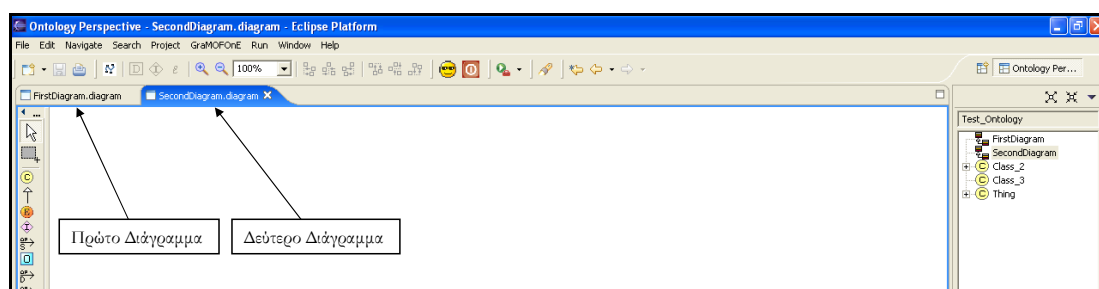 Ontology Perspective - SecondDiagram.diagram - Eclipse Platform
File Edit Navigate Search Project GraMOFOnE Run Window Help
100%
Ontology Per...
FirstDiagram.diagram
SecondDiagram.diagram
Test_Ontology
FirstDiagram
SecondDiagram
Class_2
Class_3
Thing
Πρώτο Διάγραμμα
Δεύτερο Διάγραμμα